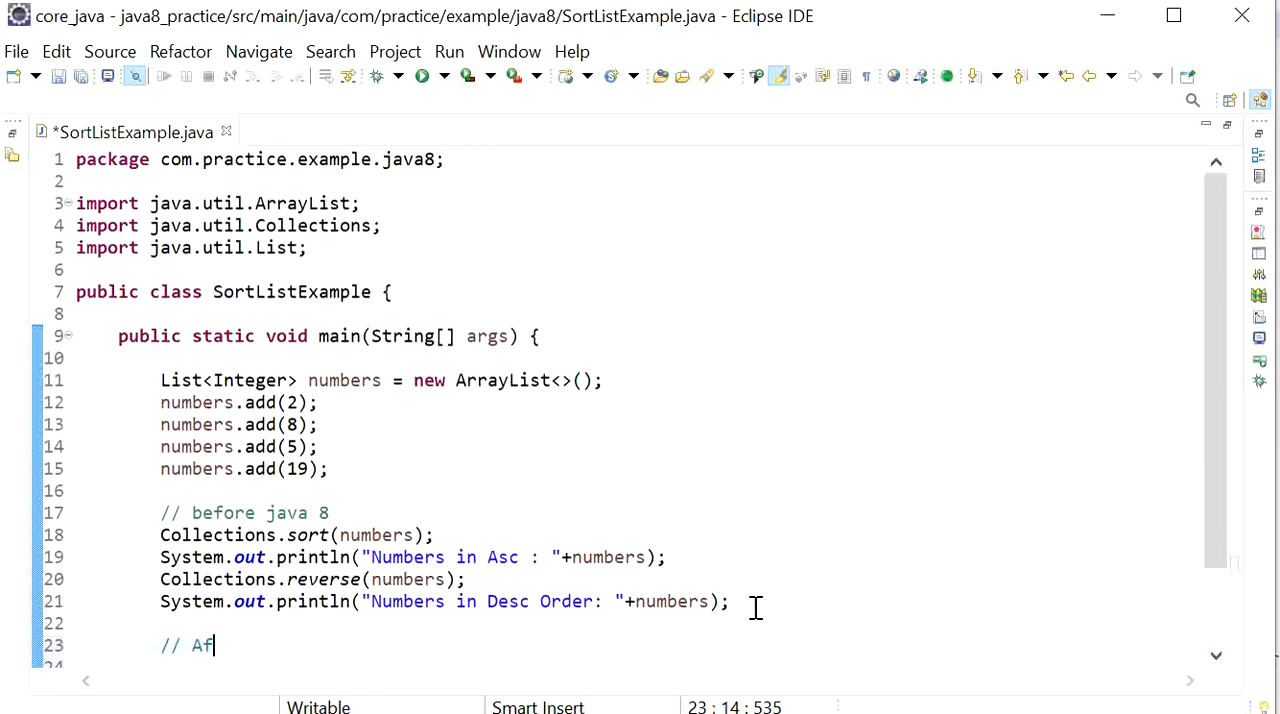 core_java - java8_practice/src/main/java/com/practice/example/java8/SortListExample.java - Eclipse IDE
File Edit Source Refactor Navigate Search Project Run Window Help
*SortListExample.java
1 package com.practice.example.java8;
2
3 import java.util.ArrayList;
4 import java.util.Collections;
5 import java.util.List;
6
7 public class SortListExample {
8
9 public static void main(String[] args) {
10
11 List<Integer> numbers = new ArrayList<>();
12 numbers.add(2);
13 numbers.add(8);
14 numbers.add(5);
15 numbers.add(19);
16
17 // before java 8
18 Collections.sort(numbers);
19 System.out.println("Numbers in Asc : "+numbers);
20 Collections.reverse(numbers);
21 System.out.println("Numbers in Desc Order: "+numbers);
22
23 // Af
24
Writable Smart Insert 23 : 14 : 535